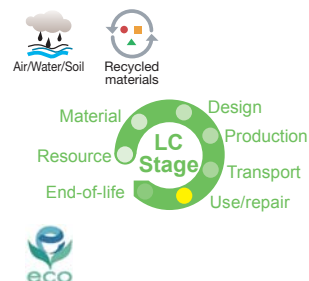 Air/Water/Soil
Recycled
materials
Material
Design
Resource
LC
Stage
Production
Transport
End-of-life
Use/repair
eco